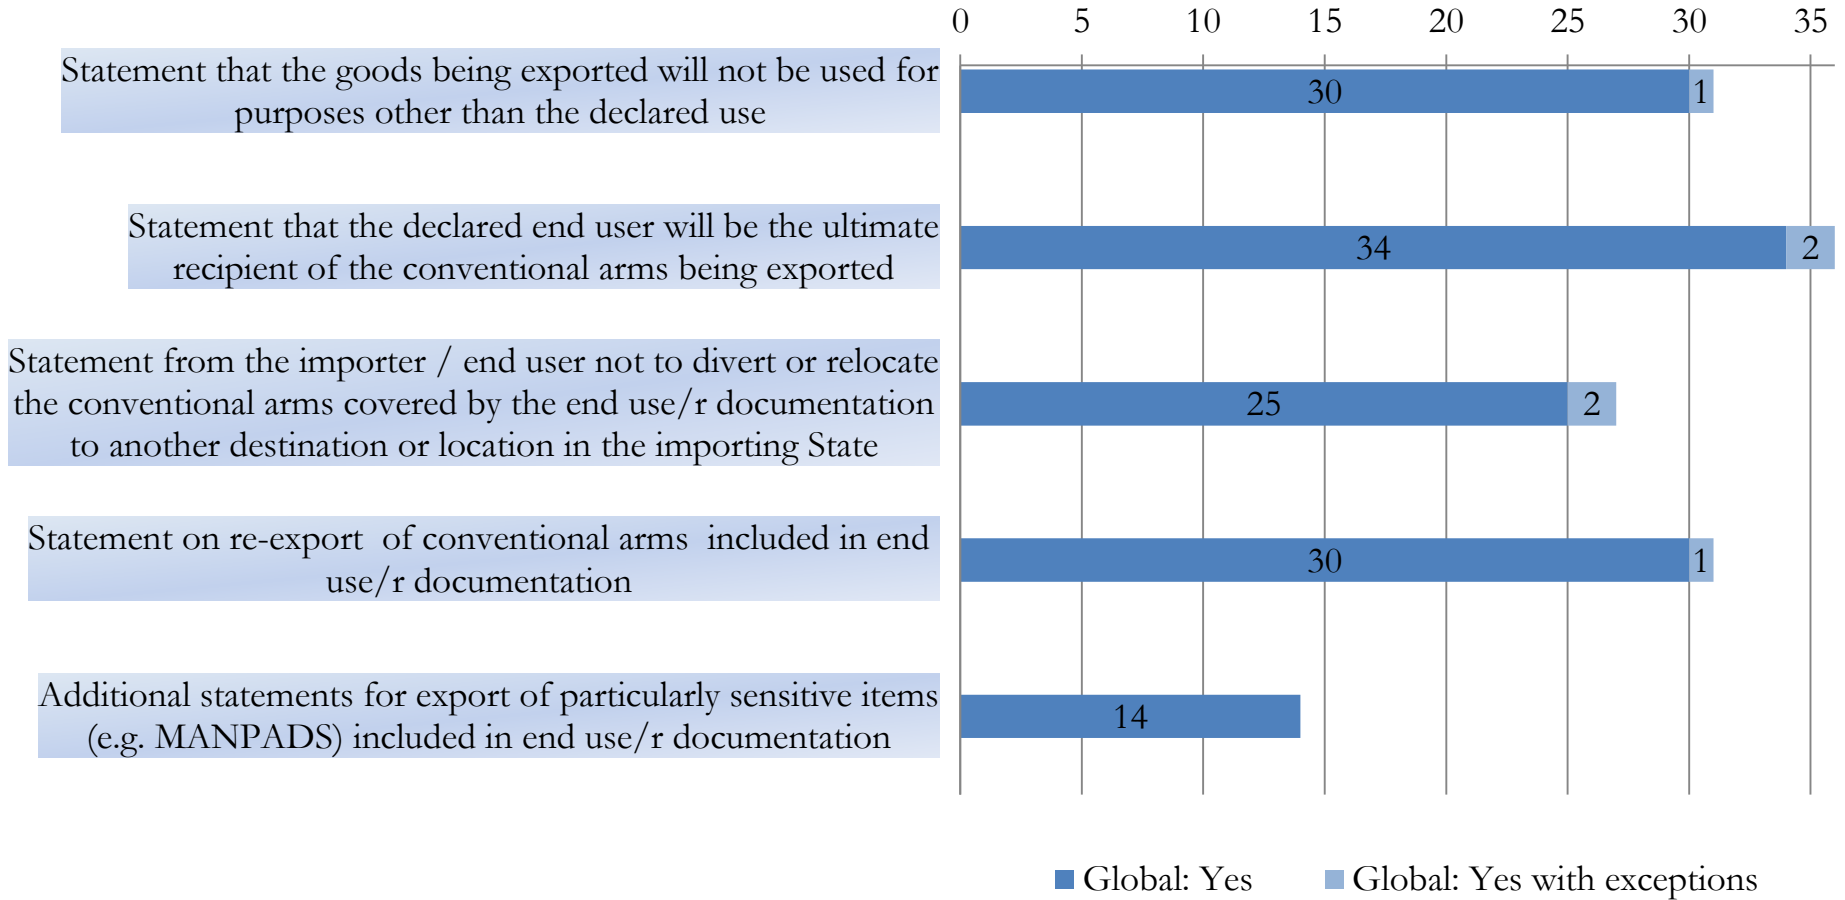 0 5 10 15 20 25 30 35
Statement that the goods being exported will not be used for
purposes other than the declared use
30 1
Statement that the declared end user will be the ultimate
recipient of the conventional arms being exported
34 2
Statement from the importer / end user not to divert or relocate
the conventional arms covered by the end use/r documentation
to another destination or location in the importing State
25 2
Statement on re-export of conventional arms included in end
use/r documentation
30 1
Additional statements for export of particularly sensitive items
(e.g. MANPADS) included in end use/r documentation
14
Global: Yes Global: Yes with exceptions